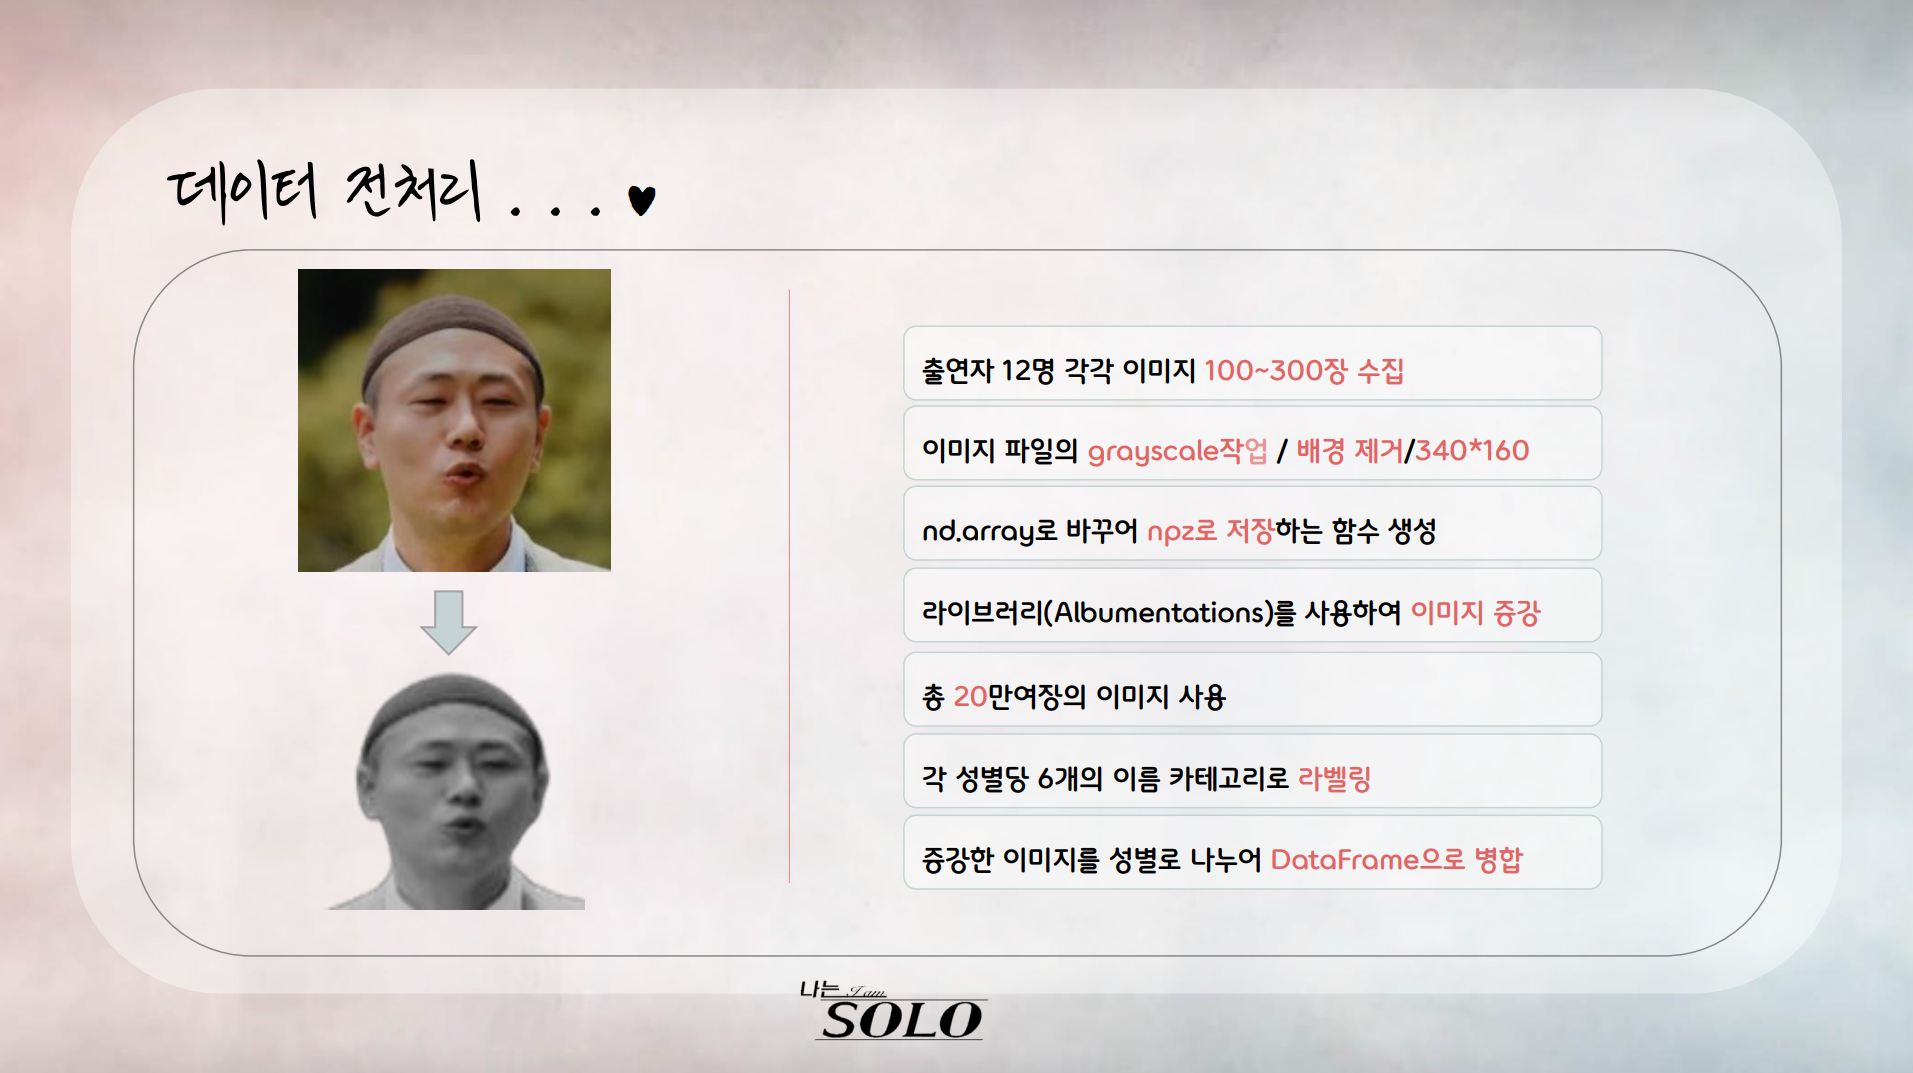 데이터 전처리 . . . ♥
출연자 12명 각각 이미지 100~300장 수집
이미지 파일의 grayscale작업 / 배경 제거/340*160
nd.array로 바꾸어 npz로 저장하는 함수 생성
라이브러리(Albumentations)를 사용하여 이미지 증강
총 20만여장의 이미지 사용
각 성별당 6개의 이름 카테고리로 라벨링
증강한 이미지를 성별로 나누어 DataFrame으로 병합
나는 I am
SOLO